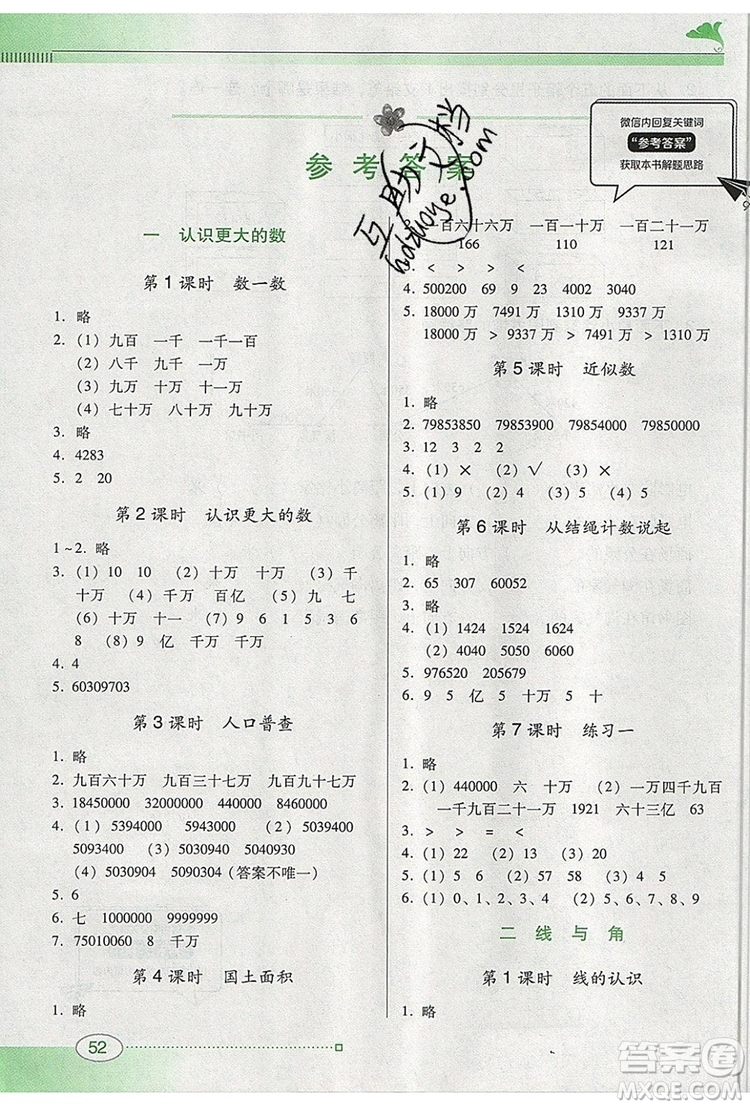 微信内回复关键词
"参考答案"
获取本书解题思路
参考答案
互助文档
hdzuoye.com
一 认识更大的数
第1课时 数一数
1. 略
2. (1) 九百 一千 一千一百
(2) 八千 九千 一万
(3) 九万 十万 十一万
(4) 七十万 八十万 九十万
3. 略
4. 4283
5. 2 20
第2课时 认识更大的数
1~2. 略
3. (1) 10 10 (2) 十万 十万 (3) 十万
百万 (4) 千万 百亿 (5) 九 七
(6) 十万 十一 (7) 9 6 1 5 3 6
8 (8) 9 亿 千万 万
4. 4
5. 60309703
第3课时 人口普查
1. 略
2. 九百六十万 九百三十七万 九百六十七万
3. 18450000 32000000 440000 8460000
4. (1) 5394000 5943000 (2) 5090034
5093400 (3) 5030940 5094030
(4) 5030904 (答案不唯一)
5. 6
6. 七 1000000 9999999
7. 75010060 8 千万
第4课时 国土面积
1. 略
百六十六万 一百一十万 一百二十一万
166 110 121
3. < > < >
4. 500200 69 9 23 4002 3040
5. 18000万 7491万 1310万 9337万
18000万 > 9337万 > 7491万 > 1310万
第5课时 近似数
1. 略
2. 79853850 79853900 79854000 79850000
3. 12 3 2 2
4. (1) × (2) √ (3) ×
5. (1) 9 (2) 4 (3) 5 (4) 5
第6课时 从结绳计数说起
1. 略
2. 65 307 60052
3. 略
4. (1) 1424 1524 1624
(2) 4040 5050 6060
5. 976520 205679
6. 9 5 亿 5 十万 5 十
第7课时 练习一
1. 略
2. (1) 440000 六 十万 (2) 一万四千九百
一千九百二十一万 1921 六十三亿 63
3. > > = <
4. (1) 22 (2) 13 (3) 20
5. (1) × (2) × (3) √ (4) ×
6. (1) 0、1、3、4 (2) 4、5、6、7、8、9
二 线与角
第1课时 线的认识
1. 略
52
答案圈
MXQE.COM